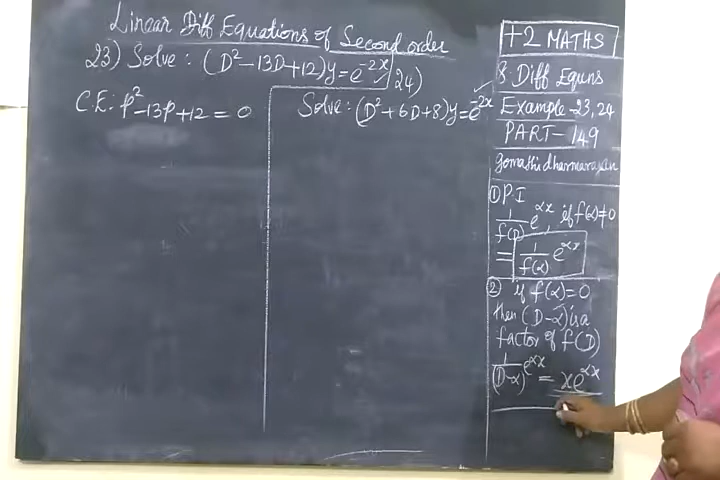 Linear Diff Equations of Second order
23) Solve: (D²-13D+12)y=e^-2x
C.E: p²-13p+12=0
24)
Solve: (D²+6D+8)y=e^-2x
+2 MATHS
8. Diff Equns
Example-23,24
PART-149
Gomathidharmarajan
① P.I
1/f(D) e^αx, if f(α)≠0
= 1/f(α) e^αx
② if f(α)=0
then (D-α) is a
factor of f(D)
1/(D-α) e^αx = xe^αx